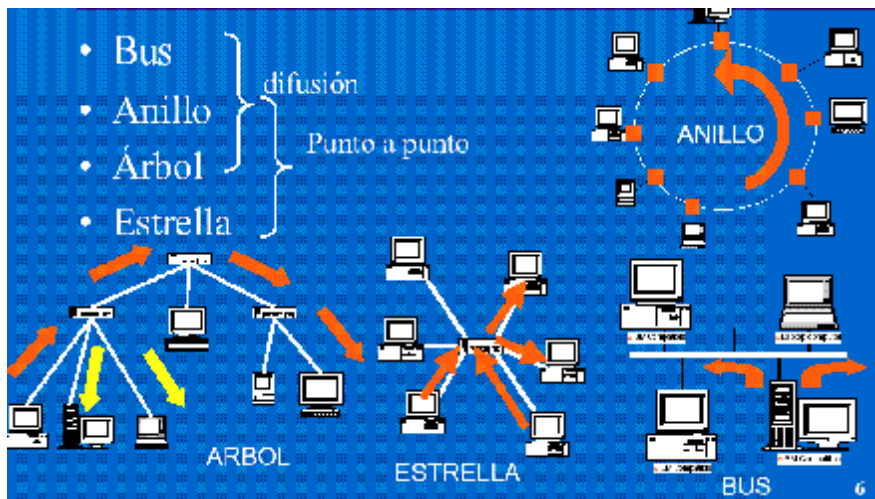 • Bus
• Anillo
• Árbol
• Estrella
difusión
Punto a punto
ANILLO
ARBOL
ESTRELLA
BUS
6